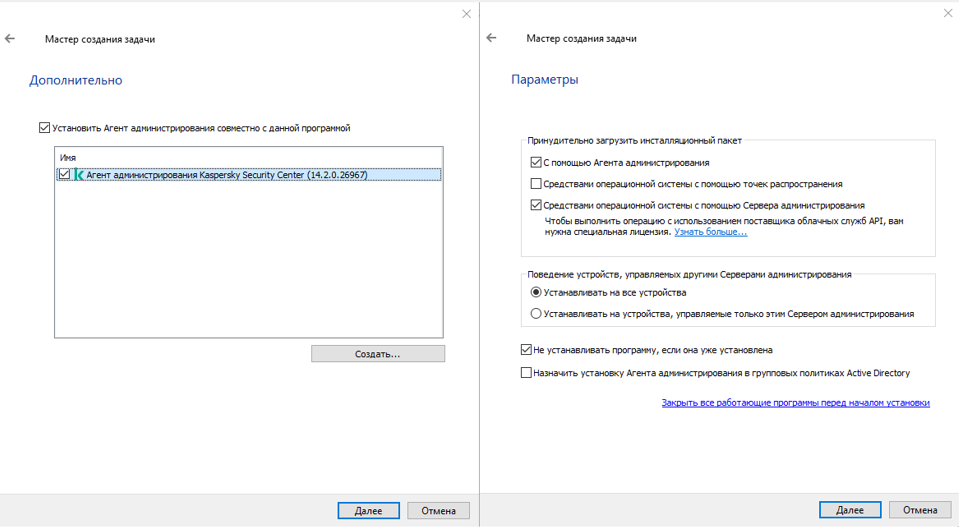 Мастер создания задачи
Дополнительно
Установить Агент администрирования совместно с данной программой
Имя
Агент администрирования Kaspersky Security Center (14.2.0.26967)
Создать...
Далее
Отмена
Мастер создания задачи
Параметры
Принудительно загрузить инсталляционный пакет
С помощью Агента администрирования
Средствами операционной системы с помощью точек распространения
Средствами операционной системы с помощью Сервера администрирования
Чтобы выполнить операцию с использованием поставщика облачных служб API, вам
нужна специальная лицензия. Узнать больше...
Поведение устройств, управляемых другими Серверами администрирования
Устанавливать на все устройства
Устанавливать на устройства, управляемые только этим Сервером администрирования
Не устанавливать программу, если она уже установлена
Назначить установку Агента администрирования в групповых политиках Active Directory
Закрыть все работающие программы перед началом установки
Далее
Отмена